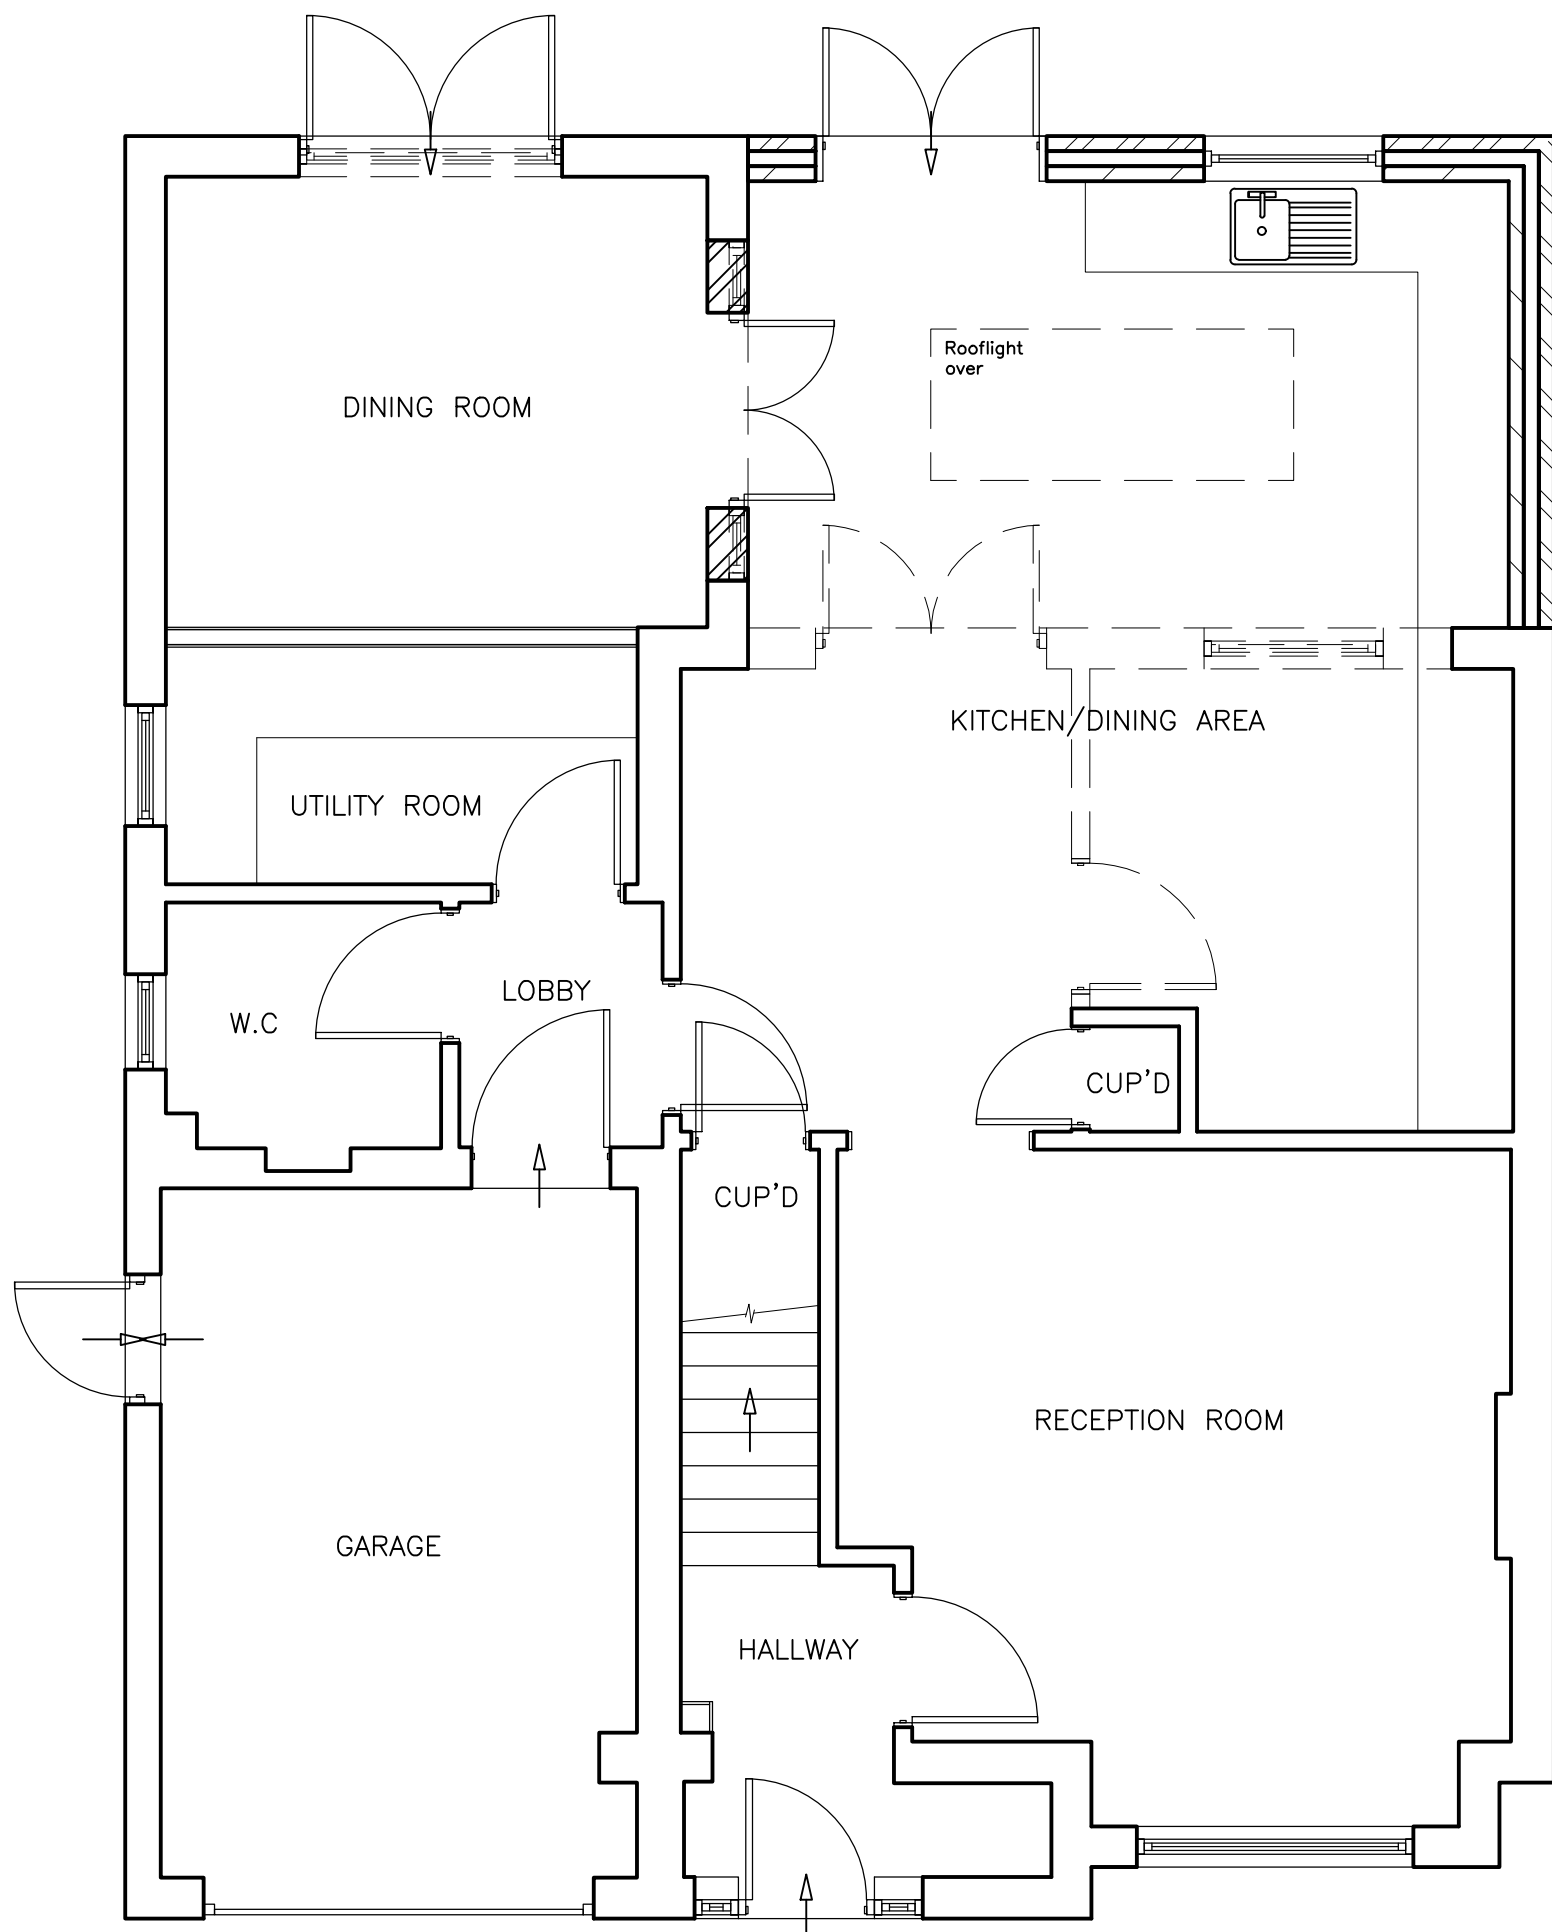 Rooflight
over
DINING ROOM
KITCHEN/DINING AREA
UTILITY ROOM
LOBBY
W.C
CUP'D
CUP'D
RECEPTION ROOM
GARAGE
HALLWAY